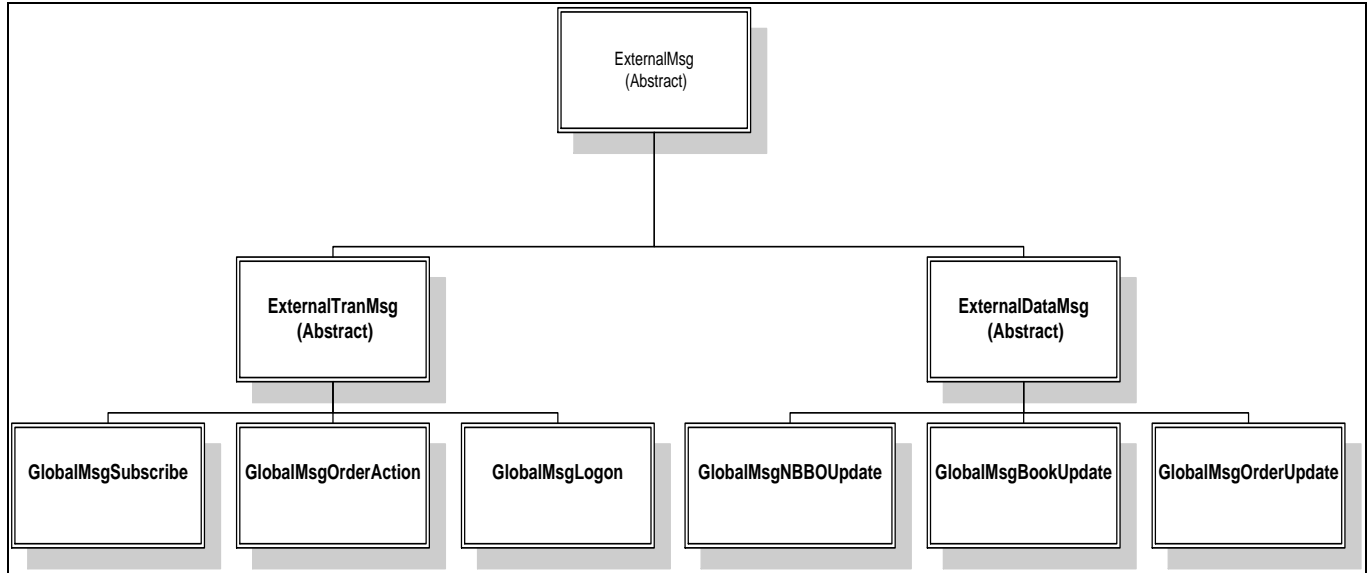 ExternalMsg
(Abstract)
ExternalTranMsg
(Abstract)
ExternalDataMsg
(Abstract)
GlobalMsgSubscribe
GlobalMsgOrderAction
GlobalMsgLogon
GlobalMsgNBBOUpdate
GlobalMsgBookUpdate
GlobalMsgOrderUpdate